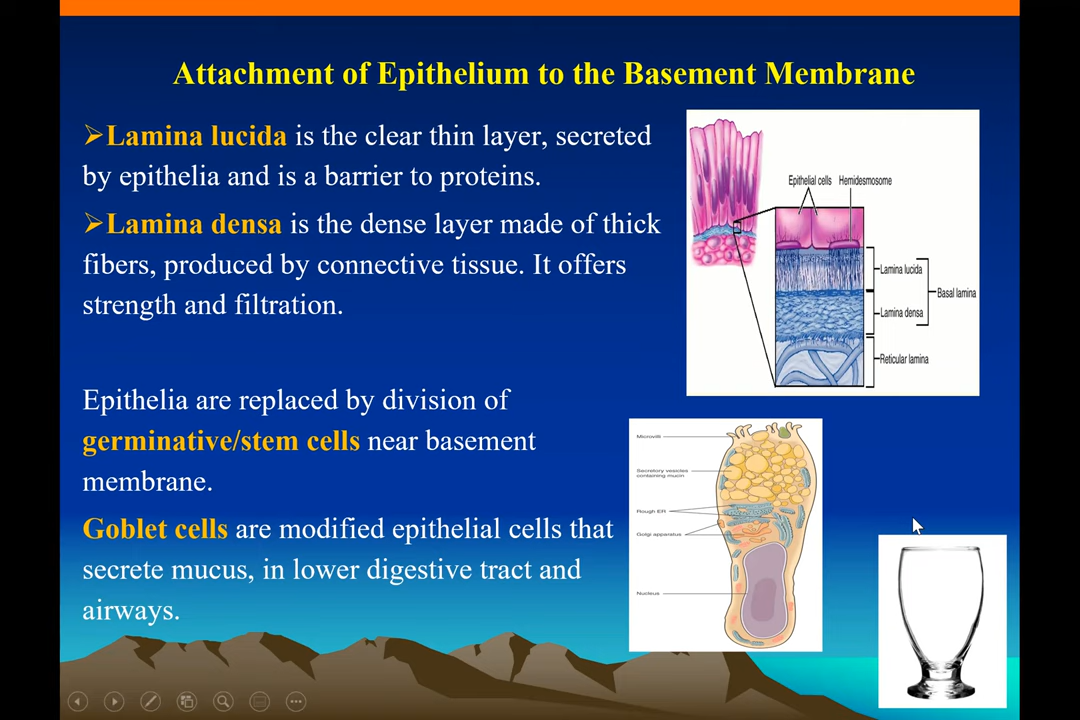 Attachment of Epithelium to the Basement Membrane
➢Lamina lucida is the clear thin layer, secreted
by epithelia and is a barrier to proteins.
➢Lamina densa is the dense layer made of thick
fibers, produced by connective tissue. It offers
strength and filtration.
Epithelia are replaced by division of
germinative/stem cells near basement
membrane.
Goblet cells are modified epithelial cells that
secrete mucus, in lower digestive tract and
airways.
Epithelial cells
Hemidesmosome
Lamina lucida
Basal lamina
Lamina densa
Reticular lamina
Microvilli
Secretory vesicles
containing mucin
Rough ER
Golgi apparatus
Nucleus